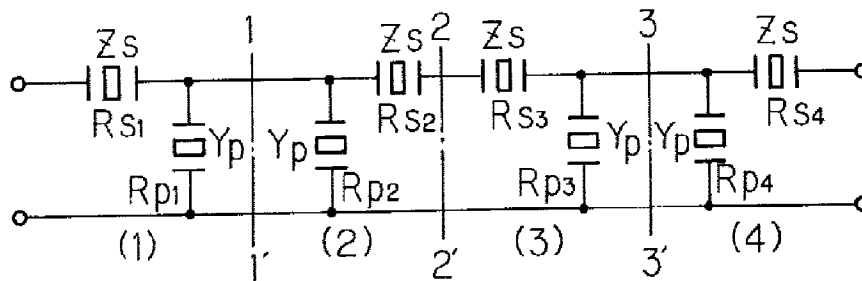 1 2 3
Zs Zs Zs Zs
Rs1 Rs2 Rs3 Rs4
Yp Yp Yp Yp
Rp1 Rp2 Rp3 Rp4
(1) (2) (3) (4)
1' 2' 3'